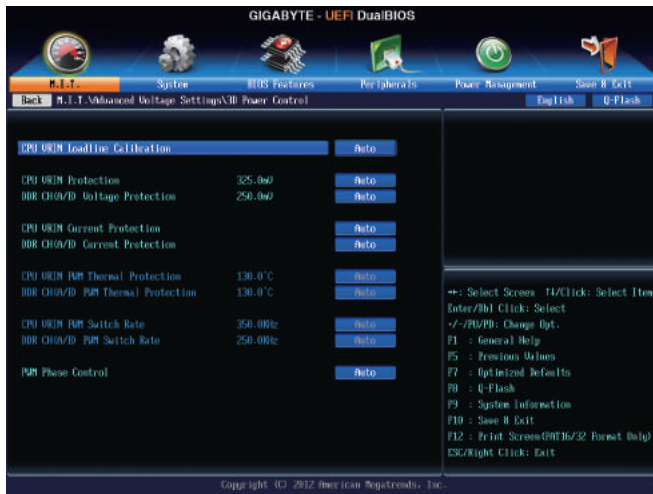 GIGABYTE - UEFI DualBIOS
M.I.T. System BIOS Features Peripherals Power Management Save & Exit
Back M.I.T.\Advanced Voltage Settings\3D Power Control English Q-Flash
CPU VRIN Loadline Calibration Auto
CPU VRIN Protection 325.0mV Auto
DDR CH(A/B) Voltage Protection 250.0mV Auto
CPU VRIN Current Protection Auto
DDR CH(A/B) Current Protection Auto
CPU VRIN PWM Thermal Protection 130.0°C Auto
DDR CH(A/B) PWM Thermal Protection 130.0°C Auto
CPU VRIN PWM Switch Rate 350.0KHz Auto
DDR CH(A/B) PWM Switch Rate 250.0KHz Auto
PWM Phase Control Auto
↔: Select Screen ↑↓/Click: Select Item
Enter/Dbl Click: Select
+/-/PU/PD: Change Opt.
F1 : General Help
F5 : Previous Values
F7 : Optimized Defaults
F8 : Q-Flash
F9 : System Information
F10 : Save & Exit
F12 : Print Screen(FAT16/32 Format Only)
ESC/Right Click: Exit
Copyright (C) 2012 American Megatrends, Inc.